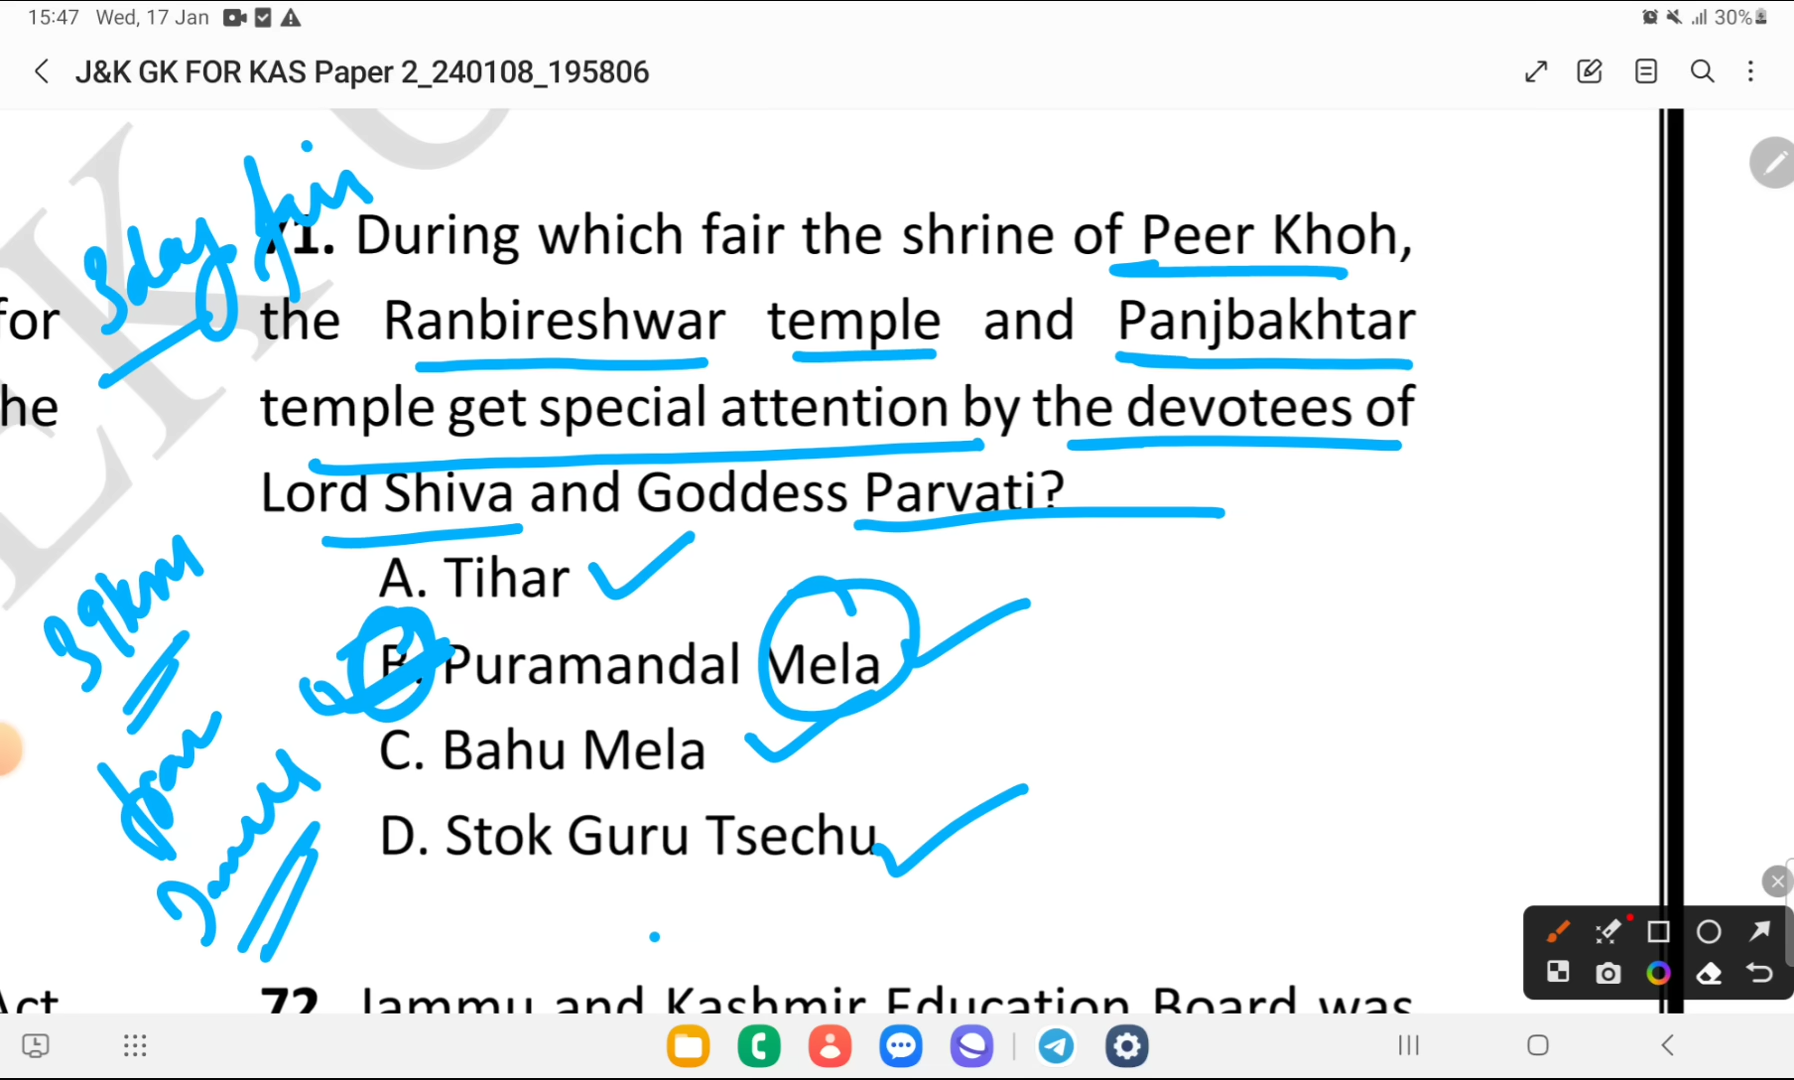 15:47 Wed, 17 Jan
30%
J&K GK FOR KAS Paper 2_240108_195806
3day fair
71. During which fair the shrine of Peer Khoh,
for the Ranbireshwar temple and Panjbakhtar
he temple get special attention by the devotees of
Lord Shiva and Goddess Parvati?
A. Tihar
39km
B. Puramandal Mela
from
C. Bahu Mela
Jammu
D. Stok Guru Tsechu
Act 72. Jammu and Kashmir Education Board was